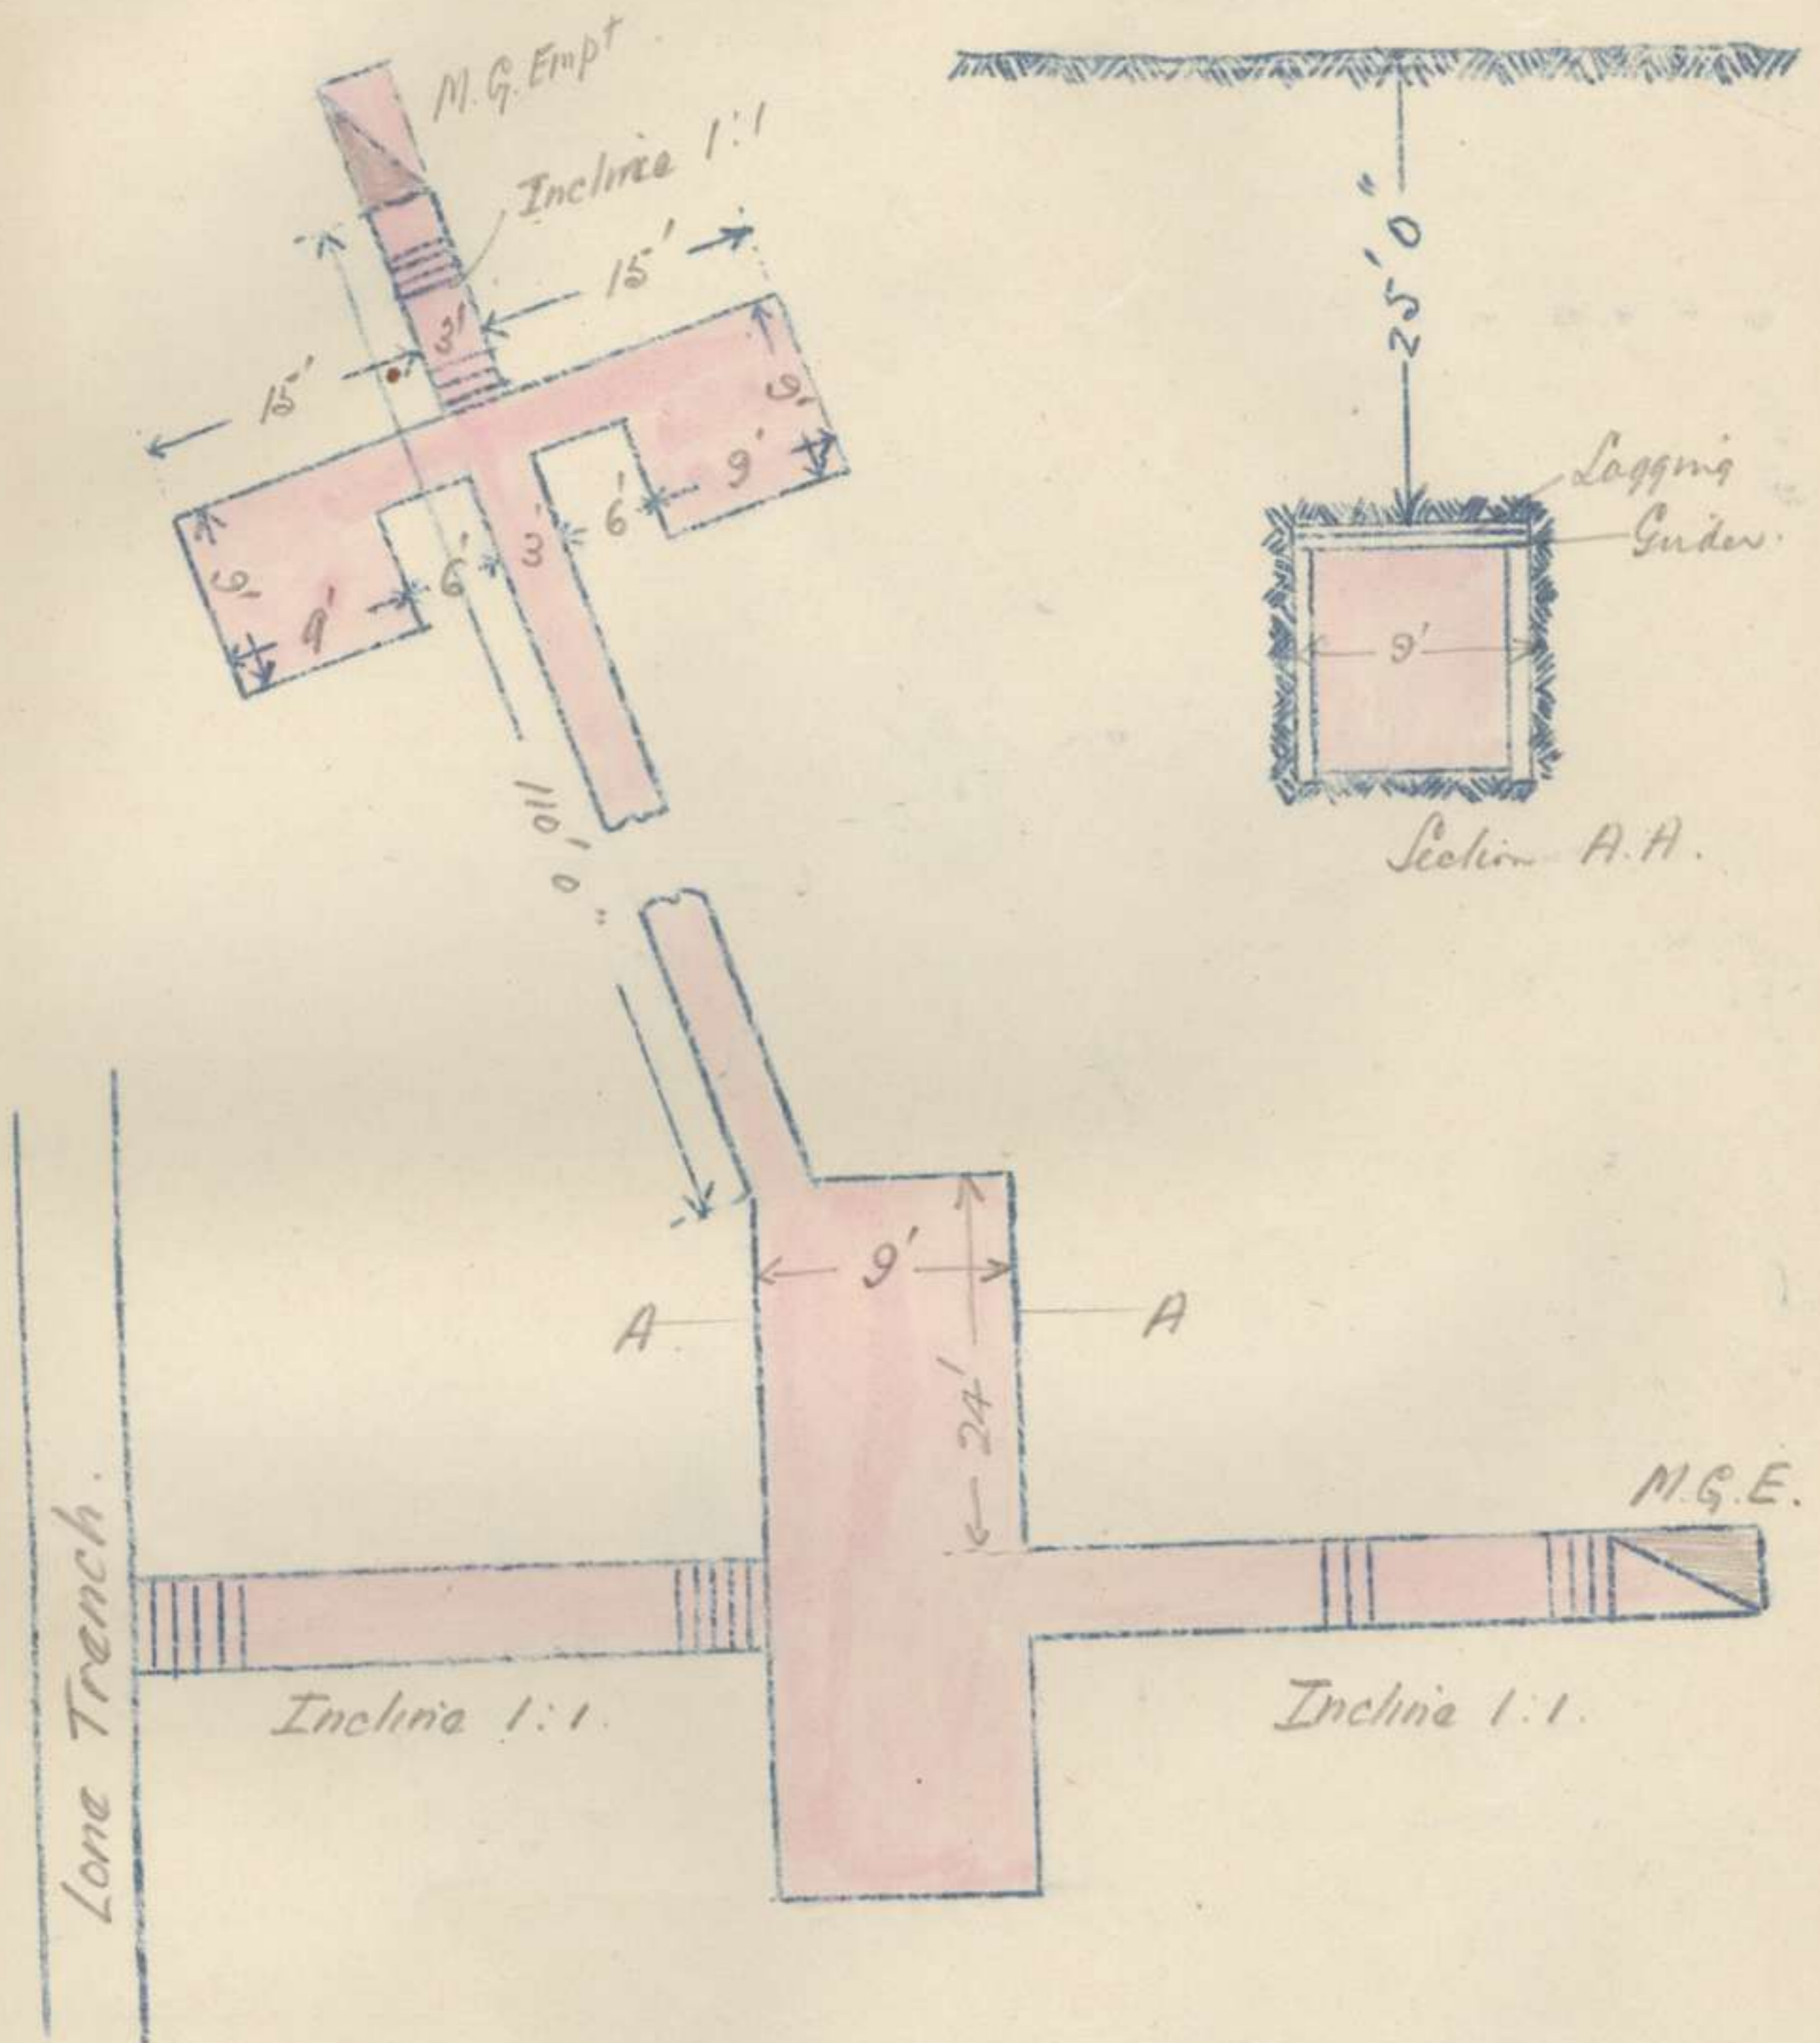 M.G. Empt.
Incline 1:1
15'
15'
3'
9'
9'
6'
3'
6'
9'
9'
110' 0"
25' 0"
Lagging
Girder.
9'
Section A.A.
9'
A
A
24'
M.G.E.
Lone Trench.
Incline 1:1.
Incline 1:1.